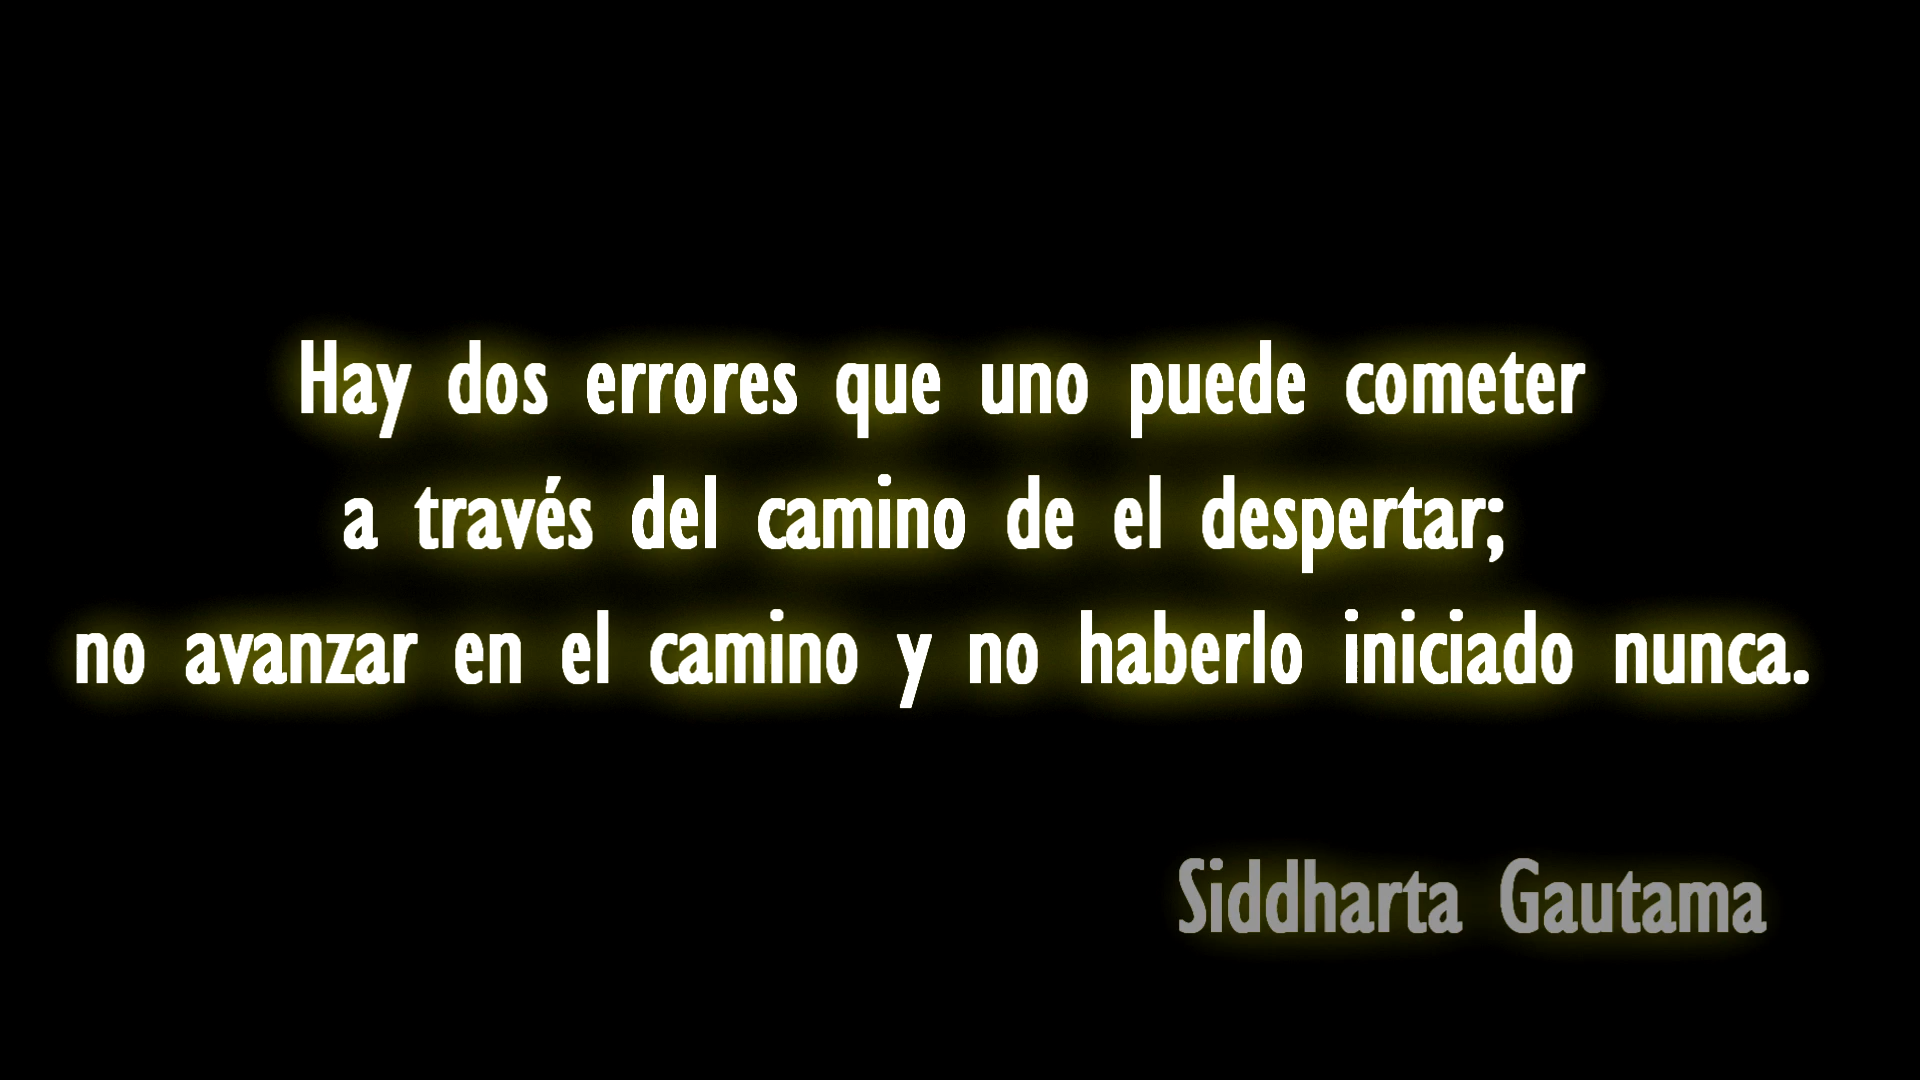 Hay dos errores que uno puede cometer
a través del camino de el despertar;
no avanzar en el camino y no haberlo iniciado nunca.
Siddharta Gautama